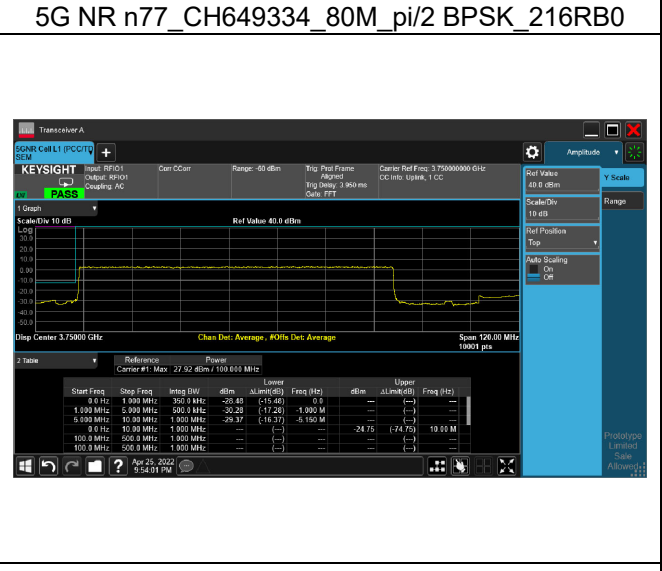 5G NR n77_CH649334_80M_pi/2 BPSK_216RB0
Transceiver A
5GNR Cell L1 (PCC/TD
SEM
Amplitude
KEYSIGHT
PASS
Input: RFIO1
Output: RFIO1
Coupling: AC
Corr CCorr
Range: -60 dBm
Trig: Prot Frame
Aligned
Trig Delay: 3.950 ms
Gate: FFT
Carrier Ref Freq: 3.750000000 GHz
CC Info: Uplink, 1 CC
Ref Value
40.0 dBm
Y Scale
Scale/Div
10 dB
Range
Ref Position
Top
Auto Scaling
On
Off
1 Graph
Scale/Div 10 dB
Ref Value 40.0 dBm
Log
30.0
20.0
10.0
0.00
-10.0
-20.0
-30.0
-40.0
-50.0
Disp Center 3.75000 GHz
Chan Det: Average , #Offs Det: Average
Span 120.00 MHz
10001 pts
2 Table
Reference Power
Carrier #1: Max 27.92 dBm / 100.000 MHz
Lower Upper
Start Freq Stop Freq Integ BW dBm ΔLimit(dB) Freq (Hz) dBm ΔLimit(dB) Freq (Hz)
0.0 Hz 1.000 MHz 350.0 kHz -28.48 (-15.48) 0.0 --- (---) ---
1.000 MHz 5.000 MHz 500.0 kHz -30.28 (-17.28) -1.000 M --- (---) ---
5.000 MHz 10.00 MHz 1.000 MHz -29.37 (-16.37) -5.150 M --- (---) ---
0.0 Hz 10.00 MHz 1.000 MHz --- (---) --- -24.75 (-74.75) 10.00 M
100.0 MHz 500.0 MHz 1.000 MHz --- (---) --- --- (---) ---
100.0 MHz 500.0 MHz 1.000 MHz --- (---) --- --- (---) ---
Prototype
Limited
Sale
Allowed
Apr 25, 2022
9:54:01 PM